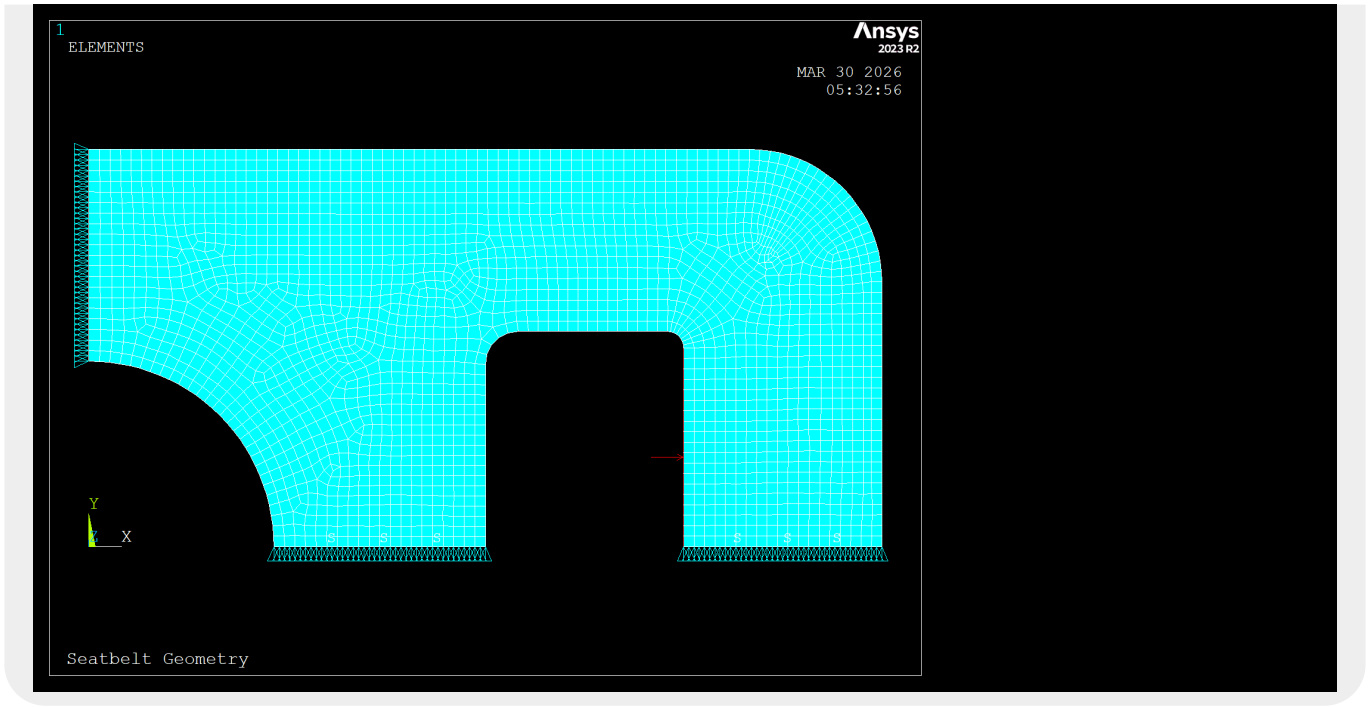 1
ELEMENTS
Ansys
2023 R2
MAR 30 2026
05:32:56
S S S S S S
Y
Z X
Seatbelt Geometry